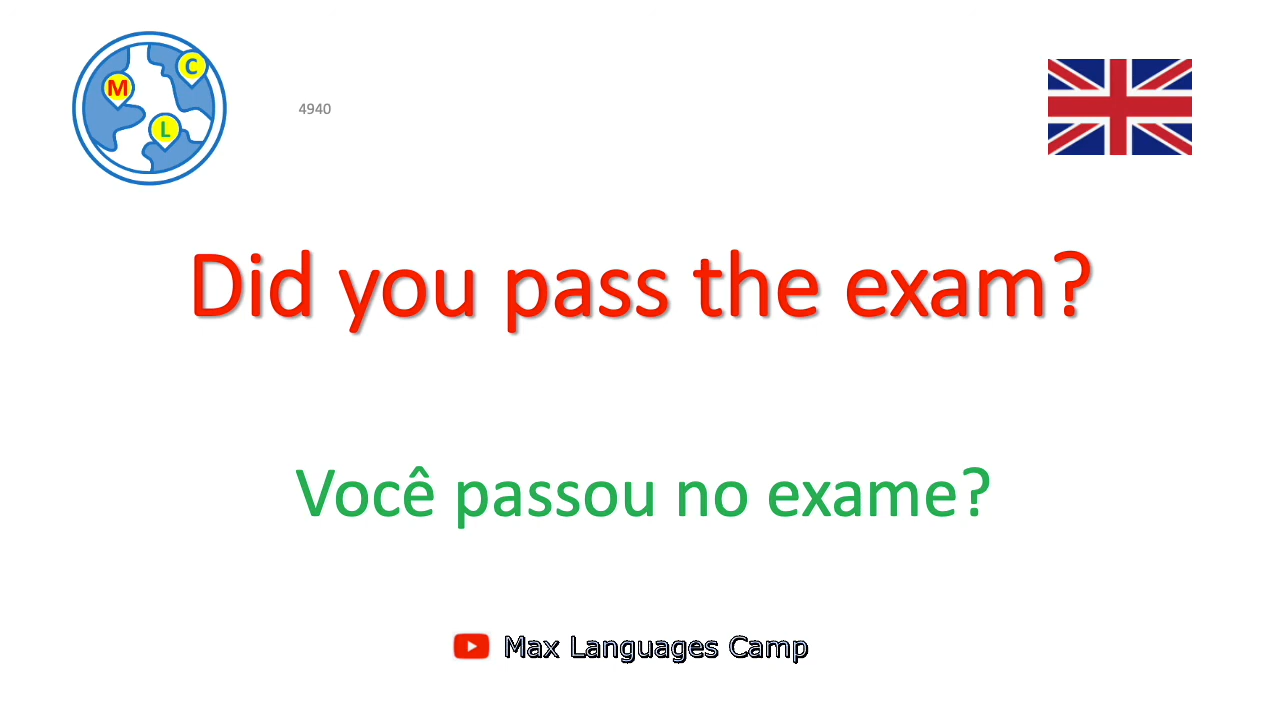 M
C
L
4940
Did you pass the exam?
Você passou no exame?
Max Languages Camp